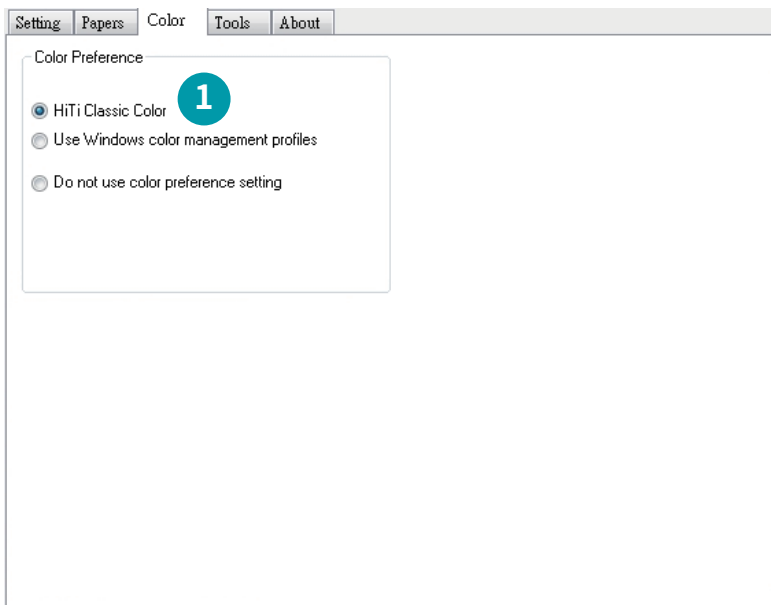 Setting Papers Color Tools About
Color Preference
HiTi Classic Color
1
Use Windows color management profiles
Do not use color preference setting